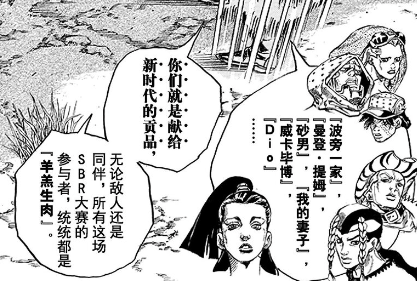 『波旁一家』,
『曼登·提姆』,
『砂男』,『我的妻子』,
『威卡毕博』,
『Dio』
……
你们就是献给
新时代的贡品,
无论敌人还是
同伴,所有这场
SBR大赛的
参与者,统统都是
『羊羔生肉』。